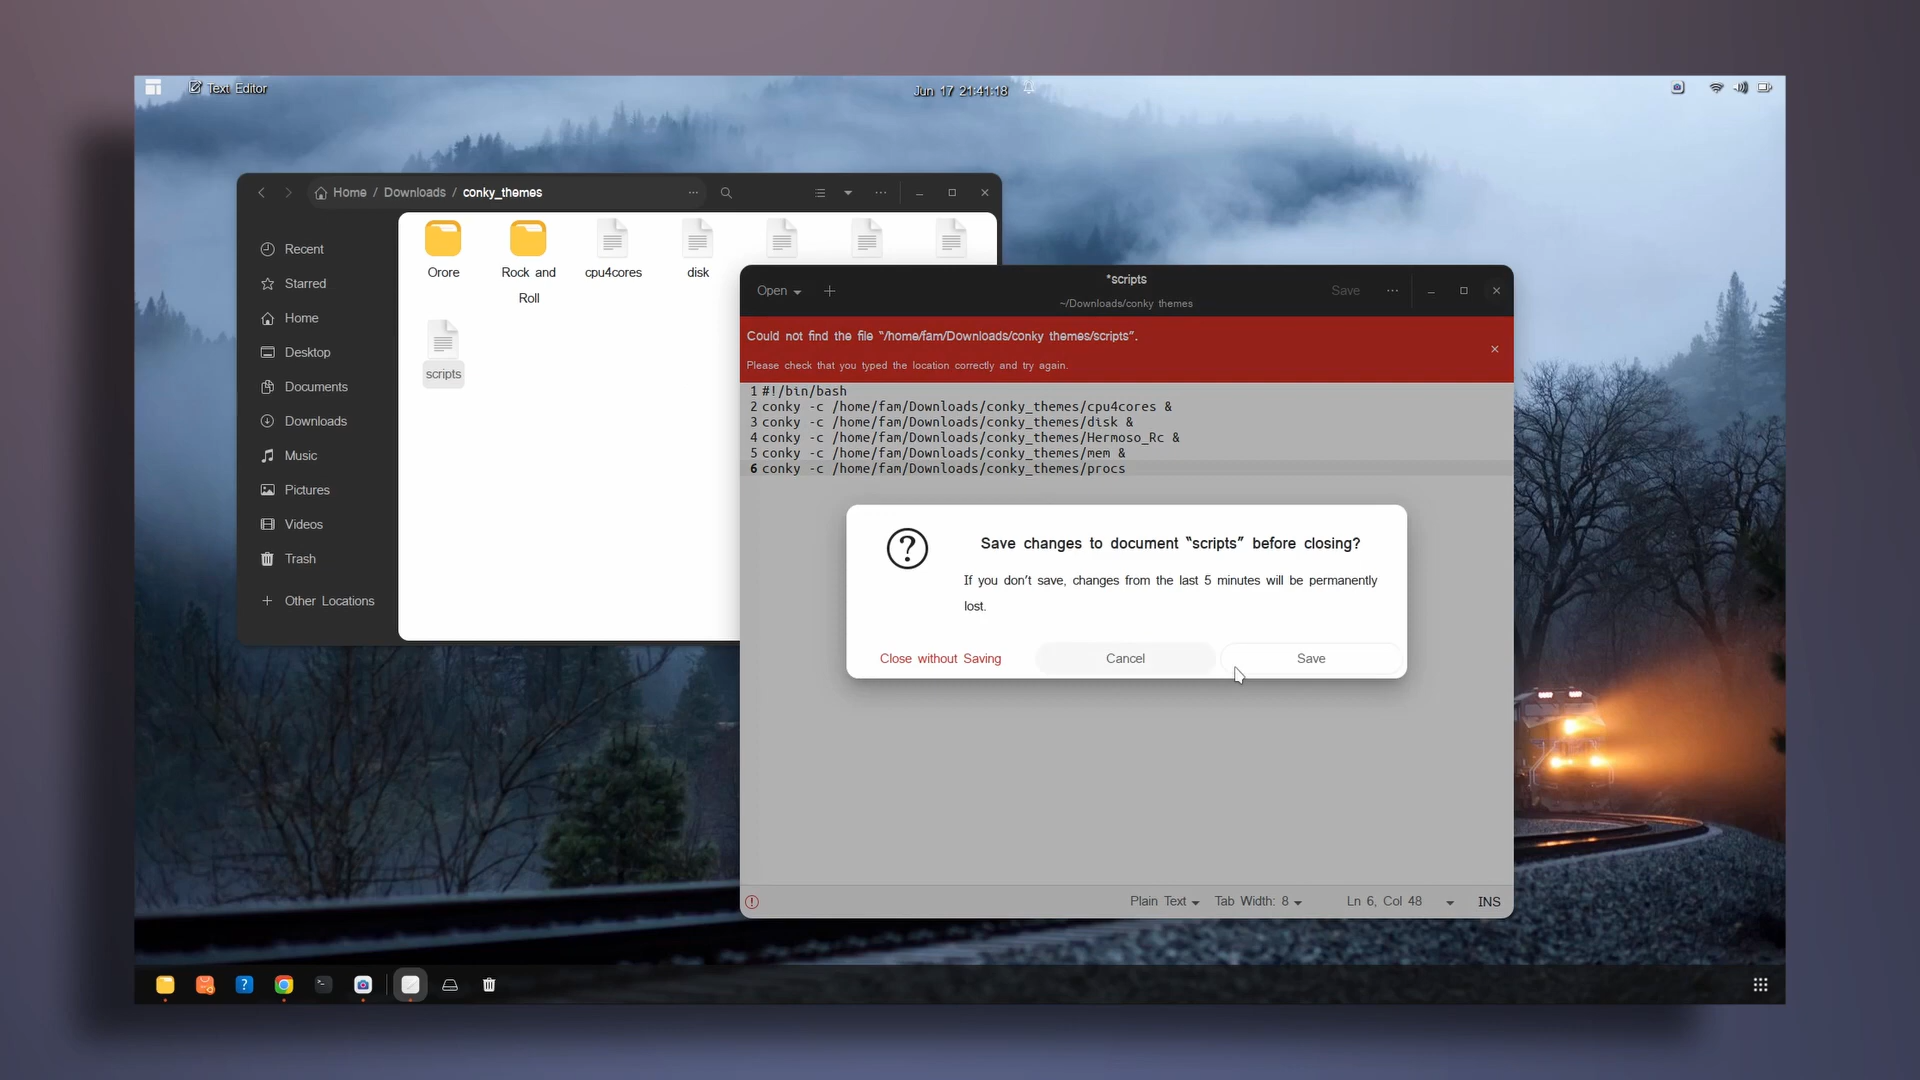 Text Editor
Jun 17 21:41:18
Home / Downloads / conky_themes
Recent
Starred
Home
Desktop
Documents
Downloads
Music
Pictures
Videos
Trash
Other Locations
Orore
Rock and
Roll
cpu4cores
disk
scripts
Open
*scripts
~/Downloads/conky themes
Save
Could not find the file “/home/fam/Downloads/conky themes/scripts”.
Please check that you typed the location correctly and try again.
1 #!/bin/bash
2 conky -c /home/fam/Downloads/conky_themes/cpu4cores &
3 conky -c /home/fam/Downloads/conky_themes/disk &
4 conky -c /home/fam/Downloads/conky_themes/Hermoso_Rc &
5 conky -c /home/fam/Downloads/conky_themes/mem &
6 conky -c /home/fam/Downloads/conky_themes/procs
Save changes to document “scripts” before closing?
If you don’t save, changes from the last 5 minutes will be permanently
lost.
Close without Saving
Cancel
Save
Plain Text
Tab Width: 8
Ln 6, Col 48
INS